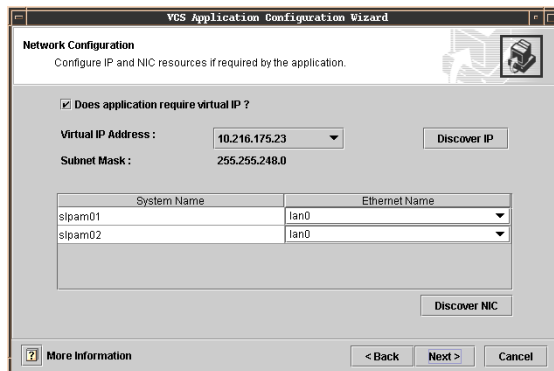 VCS Application Configuration Wizard
Network Configuration
Configure IP and NIC resources if required by the application.
Does application require virtual IP ?
Virtual IP Address : 10.216.175.23 Discover IP
Subnet Mask : 255.255.248.0
System Name Ethernet Name
slpam01 lan0
slpam02 lan0
Discover NIC
? More Information < Back Next > Cancel